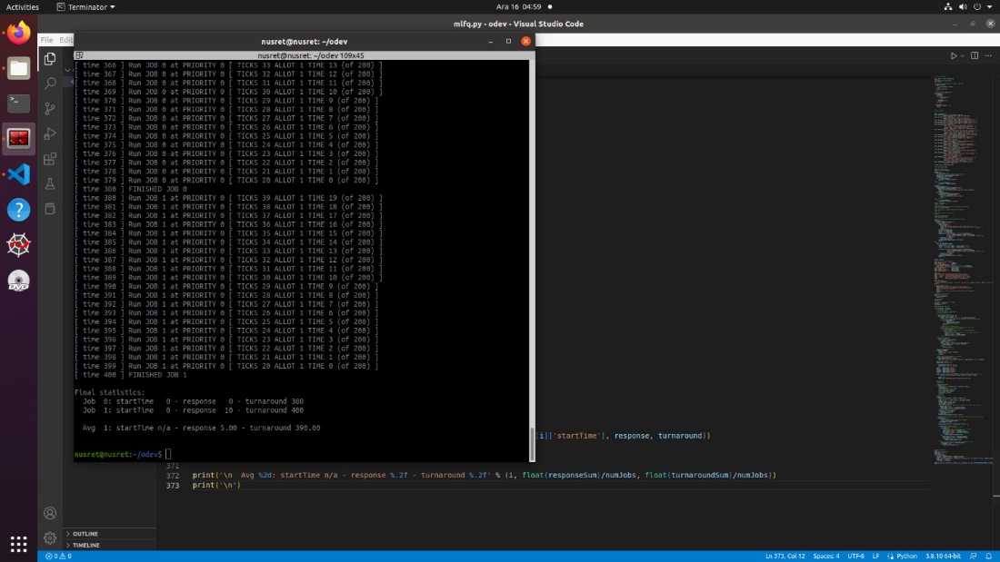 Activities
Terminator
Ara 16 04:59
mlfq.py - odev - Visual Studio Code
File Edit
nusret@nusret: ~/odev
nusret@nusret: ~/odev 109x45
[ time 366 ] Run JOB 0 at PRIORITY 0 [ TICKS 33 ALLOT 1 TIME 13 (of 200) ]
[ time 367 ] Run JOB 0 at PRIORITY 0 [ TICKS 32 ALLOT 1 TIME 12 (of 200) ]
[ time 368 ] Run JOB 0 at PRIORITY 0 [ TICKS 31 ALLOT 1 TIME 11 (of 200) ]
[ time 369 ] Run JOB 0 at PRIORITY 0 [ TICKS 30 ALLOT 1 TIME 10 (of 200) ]
[ time 370 ] Run JOB 0 at PRIORITY 0 [ TICKS 29 ALLOT 1 TIME 9 (of 200) ]
[ time 371 ] Run JOB 0 at PRIORITY 0 [ TICKS 28 ALLOT 1 TIME 8 (of 200) ]
[ time 372 ] Run JOB 0 at PRIORITY 0 [ TICKS 27 ALLOT 1 TIME 7 (of 200) ]
[ time 373 ] Run JOB 0 at PRIORITY 0 [ TICKS 26 ALLOT 1 TIME 6 (of 200) ]
[ time 374 ] Run JOB 0 at PRIORITY 0 [ TICKS 25 ALLOT 1 TIME 5 (of 200) ]
[ time 375 ] Run JOB 0 at PRIORITY 0 [ TICKS 24 ALLOT 1 TIME 4 (of 200) ]
[ time 376 ] Run JOB 0 at PRIORITY 0 [ TICKS 23 ALLOT 1 TIME 3 (of 200) ]
[ time 377 ] Run JOB 0 at PRIORITY 0 [ TICKS 22 ALLOT 1 TIME 2 (of 200) ]
[ time 378 ] Run JOB 0 at PRIORITY 0 [ TICKS 21 ALLOT 1 TIME 1 (of 200) ]
[ time 379 ] Run JOB 0 at PRIORITY 0 [ TICKS 20 ALLOT 1 TIME 0 (of 200) ]
[ time 380 ] FINISHED JOB 0
[ time 380 ] Run JOB 1 at PRIORITY 0 [ TICKS 39 ALLOT 1 TIME 19 (of 200) ]
[ time 381 ] Run JOB 1 at PRIORITY 0 [ TICKS 38 ALLOT 1 TIME 18 (of 200) ]
[ time 382 ] Run JOB 1 at PRIORITY 0 [ TICKS 37 ALLOT 1 TIME 17 (of 200) ]
[ time 383 ] Run JOB 1 at PRIORITY 0 [ TICKS 36 ALLOT 1 TIME 16 (of 200) ]
[ time 384 ] Run JOB 1 at PRIORITY 0 [ TICKS 35 ALLOT 1 TIME 15 (of 200) ]
[ time 385 ] Run JOB 1 at PRIORITY 0 [ TICKS 34 ALLOT 1 TIME 14 (of 200) ]
[ time 386 ] Run JOB 1 at PRIORITY 0 [ TICKS 33 ALLOT 1 TIME 13 (of 200) ]
[ time 387 ] Run JOB 1 at PRIORITY 0 [ TICKS 32 ALLOT 1 TIME 12 (of 200) ]
[ time 388 ] Run JOB 1 at PRIORITY 0 [ TICKS 31 ALLOT 1 TIME 11 (of 200) ]
[ time 389 ] Run JOB 1 at PRIORITY 0 [ TICKS 30 ALLOT 1 TIME 10 (of 200) ]
[ time 390 ] Run JOB 1 at PRIORITY 0 [ TICKS 29 ALLOT 1 TIME 9 (of 200) ]
[ time 391 ] Run JOB 1 at PRIORITY 0 [ TICKS 28 ALLOT 1 TIME 8 (of 200) ]
[ time 392 ] Run JOB 1 at PRIORITY 0 [ TICKS 27 ALLOT 1 TIME 7 (of 200) ]
[ time 393 ] Run JOB 1 at PRIORITY 0 [ TICKS 26 ALLOT 1 TIME 6 (of 200) ]
[ time 394 ] Run JOB 1 at PRIORITY 0 [ TICKS 25 ALLOT 1 TIME 5 (of 200) ]
[ time 395 ] Run JOB 1 at PRIORITY 0 [ TICKS 24 ALLOT 1 TIME 4 (of 200) ]
[ time 396 ] Run JOB 1 at PRIORITY 0 [ TICKS 23 ALLOT 1 TIME 3 (of 200) ]
[ time 397 ] Run JOB 1 at PRIORITY 0 [ TICKS 22 ALLOT 1 TIME 2 (of 200) ]
[ time 398 ] Run JOB 1 at PRIORITY 0 [ TICKS 21 ALLOT 1 TIME 1 (of 200) ]
[ time 399 ] Run JOB 1 at PRIORITY 0 [ TICKS 20 ALLOT 1 TIME 0 (of 200) ]
[ time 400 ] FINISHED JOB 1
Final statistics:
Job 0: startTime 0 - response 0 - turnaround 380
Job 1: startTime 0 - response 10 - turnaround 400
Avg 1: startTime n/a - response 5.00 - turnaround 390.00
nusret@nusret:~/odev$
[i]['startTime'], response, turnaround))
371
372 print('\n Avg %2d: startTime n/a - response %.2f - turnaround %.2f' % (i, float(responseSum)/numJobs, float(turnaroundSum)/numJobs))
373 print('\n')
OUTLINE
TIMELINE
0 0
Ln 373, Col 12 Spaces: 4 UTF-8 LF Python 3.8.10 64-bit